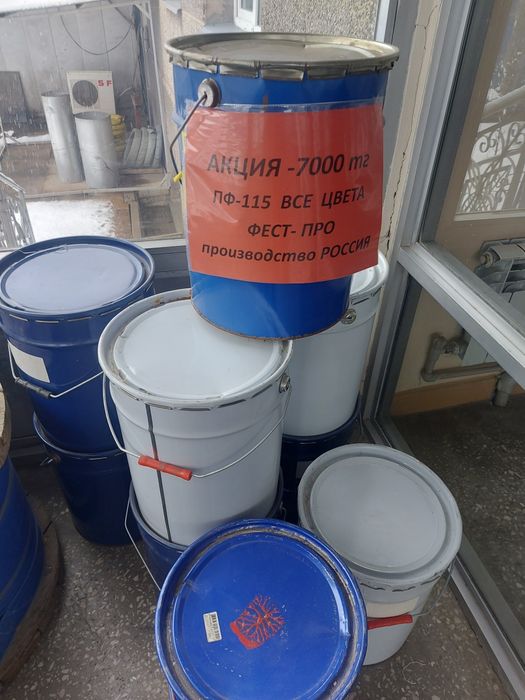 АКЦИЯ -7000 тг
ПФ-115 ВСЕ ЦВЕТА
ФЕСТ- ПРО
производство РОССИЯ